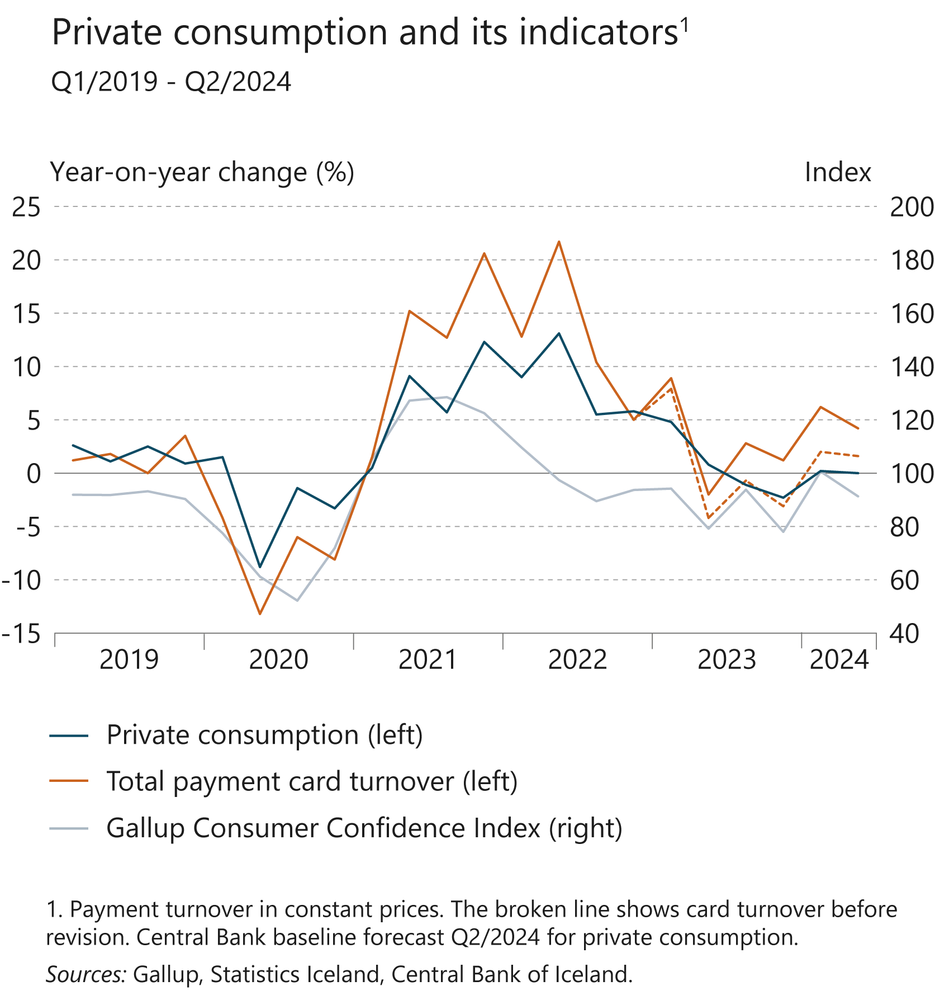 Private consumption and its indicators¹
Q1/2019 - Q2/2024
Year-on-year change (%)
Index
25
200
20
180
15
160
10
140
5
120
0
100
-5
80
-10
60
-15
40
2019
2020
2021
2022
2023
2024
Private consumption (left)
Total payment card turnover (left)
Gallup Consumer Confidence Index (right)
1. Payment turnover in constant prices. The broken line shows card turnover before
revision. Central Bank baseline forecast Q2/2024 for private consumption.
Sources: Gallup, Statistics Iceland, Central Bank of Iceland.